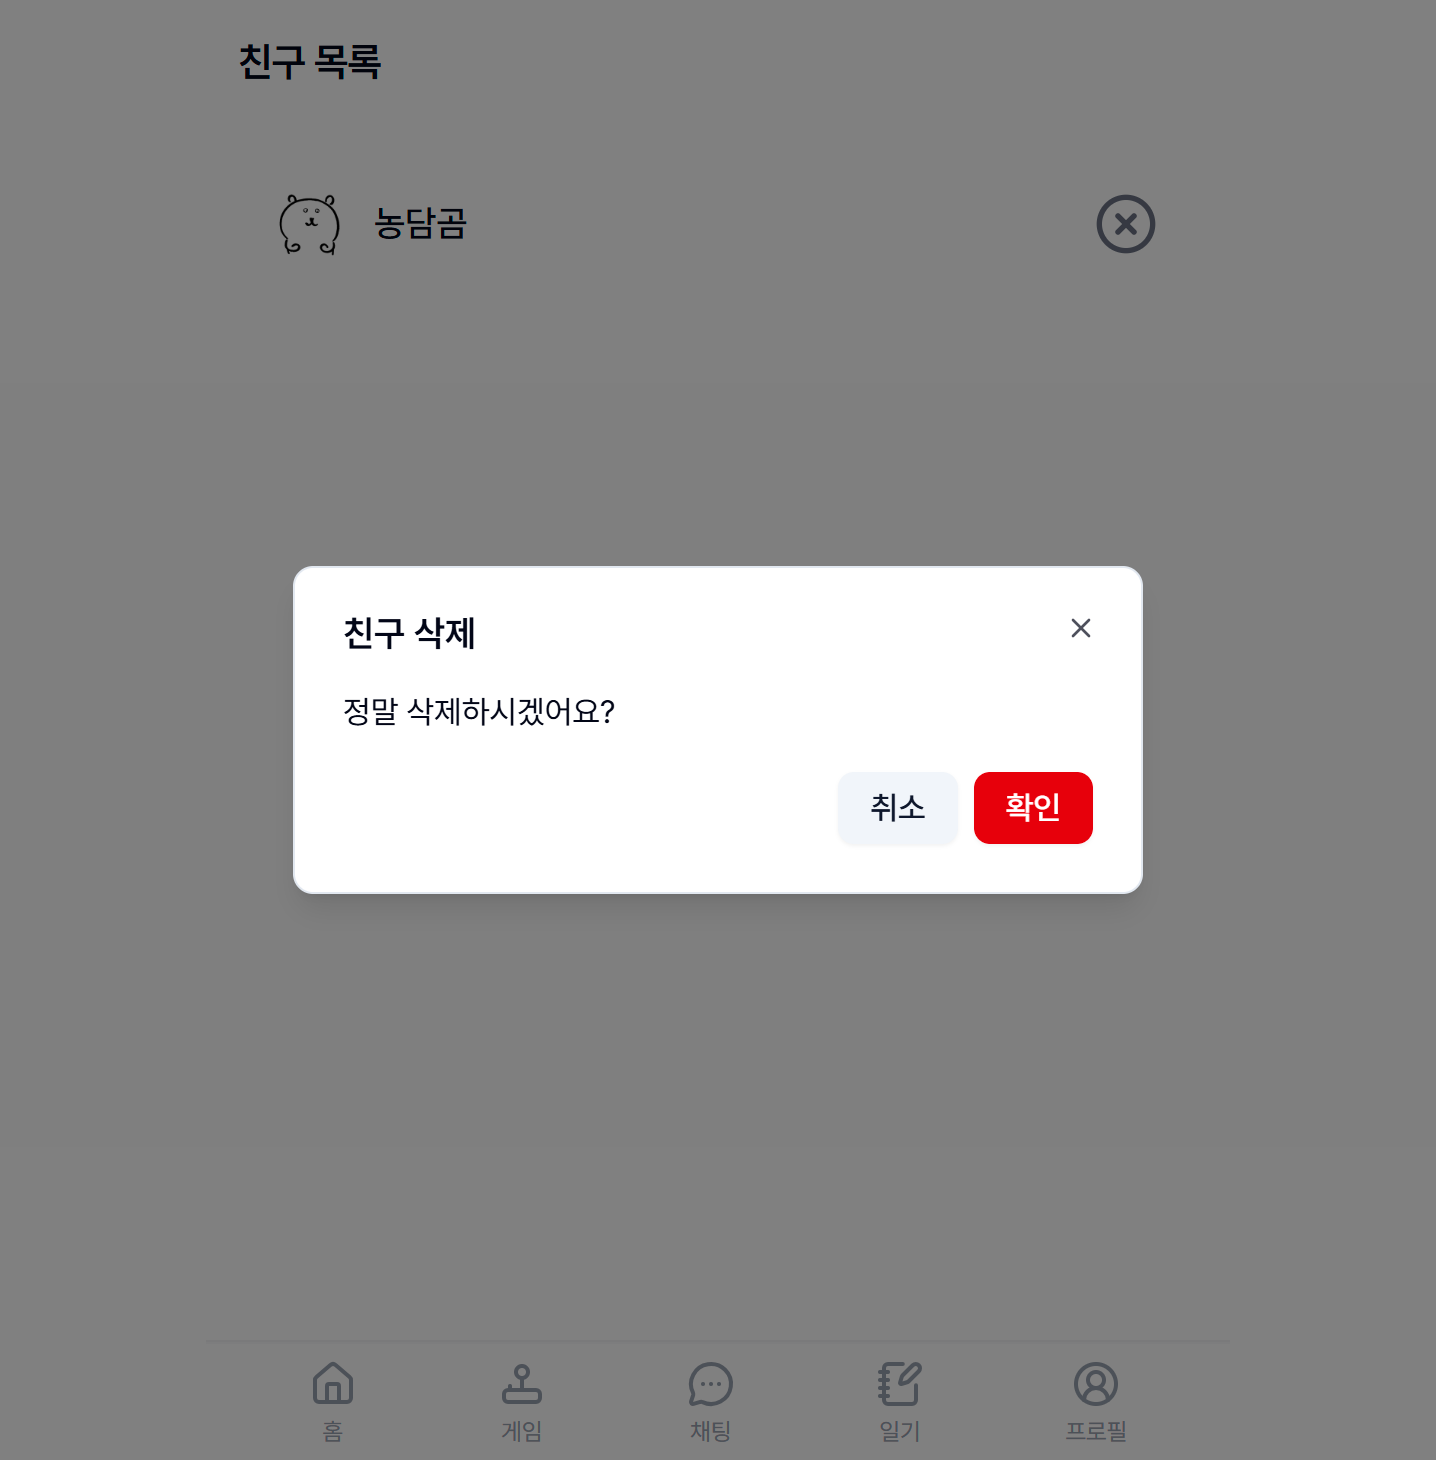 친구 목록
농담곰
친구 삭제
정말 삭제하시겠어요?
취소 확인
홈 게임 채팅 일기 프로필